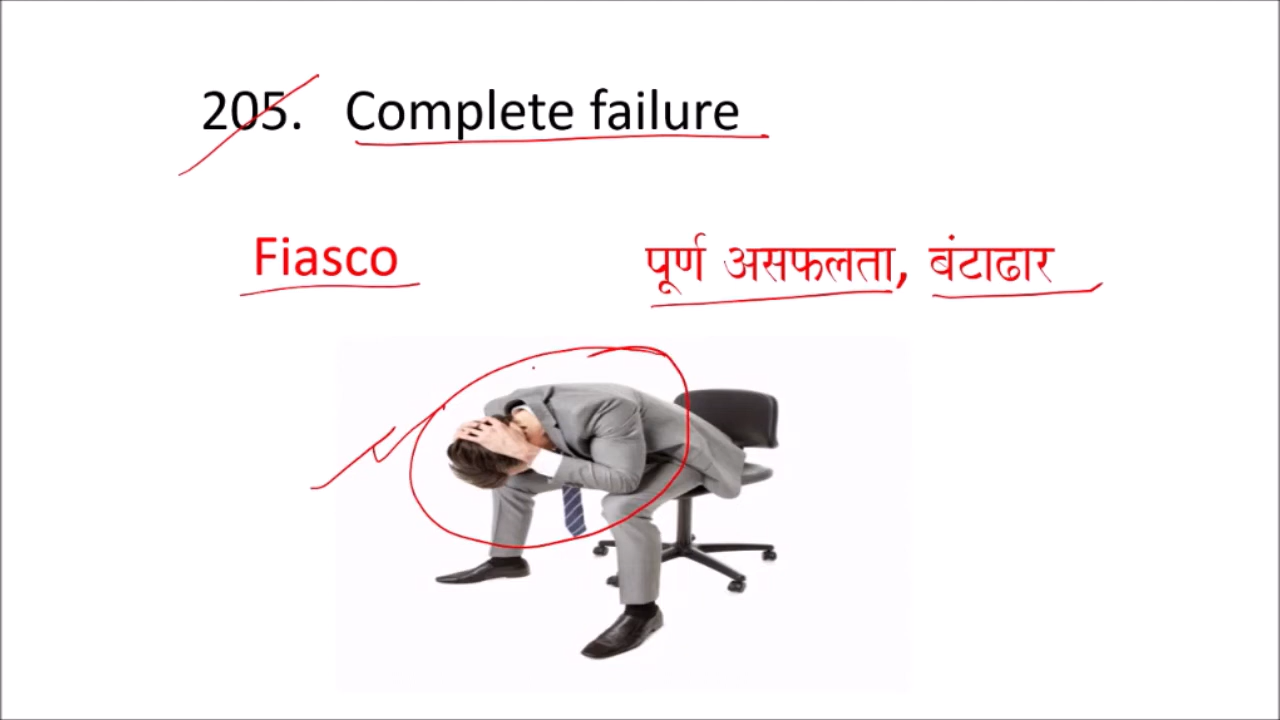 205. Complete failure
Fiasco पूर्ण असफलता, बंटाढार